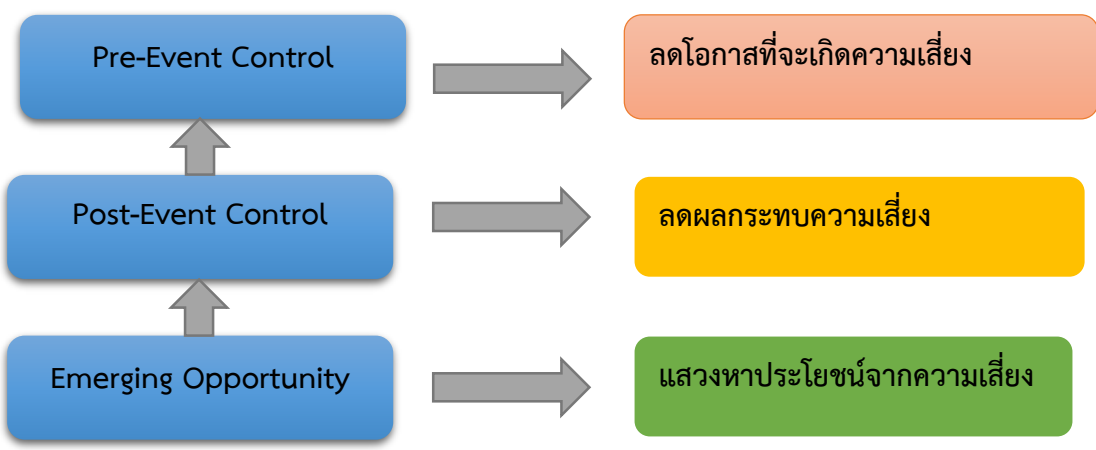 Pre-Event Control
ลดโอกาสที่จะเกิดความเสี่ยง
Post-Event Control
ลดผลกระทบความเสี่ยง
Emerging Opportunity
แสวงหาประโยชน์จากความเสี่ยง